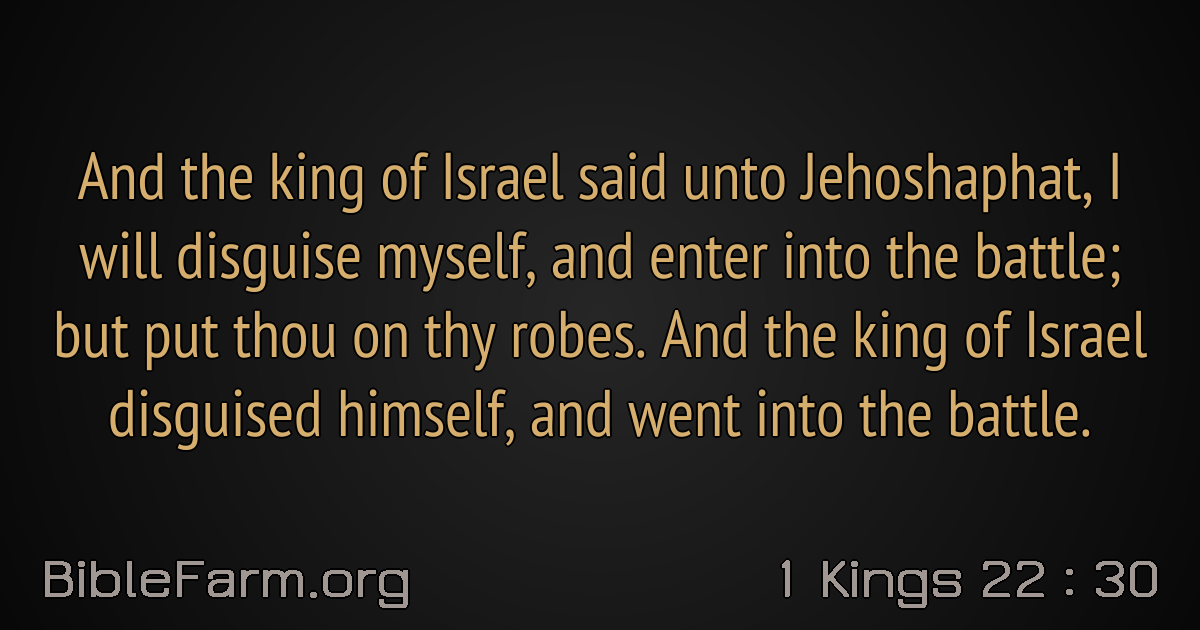 And the king of Israel said unto Jehoshaphat, I
will disguise myself, and enter into the battle;
but put thou on thy robes. And the king of Israel
disguised himself, and went into the battle.
BibleFarm.org
1 Kings 22 : 30